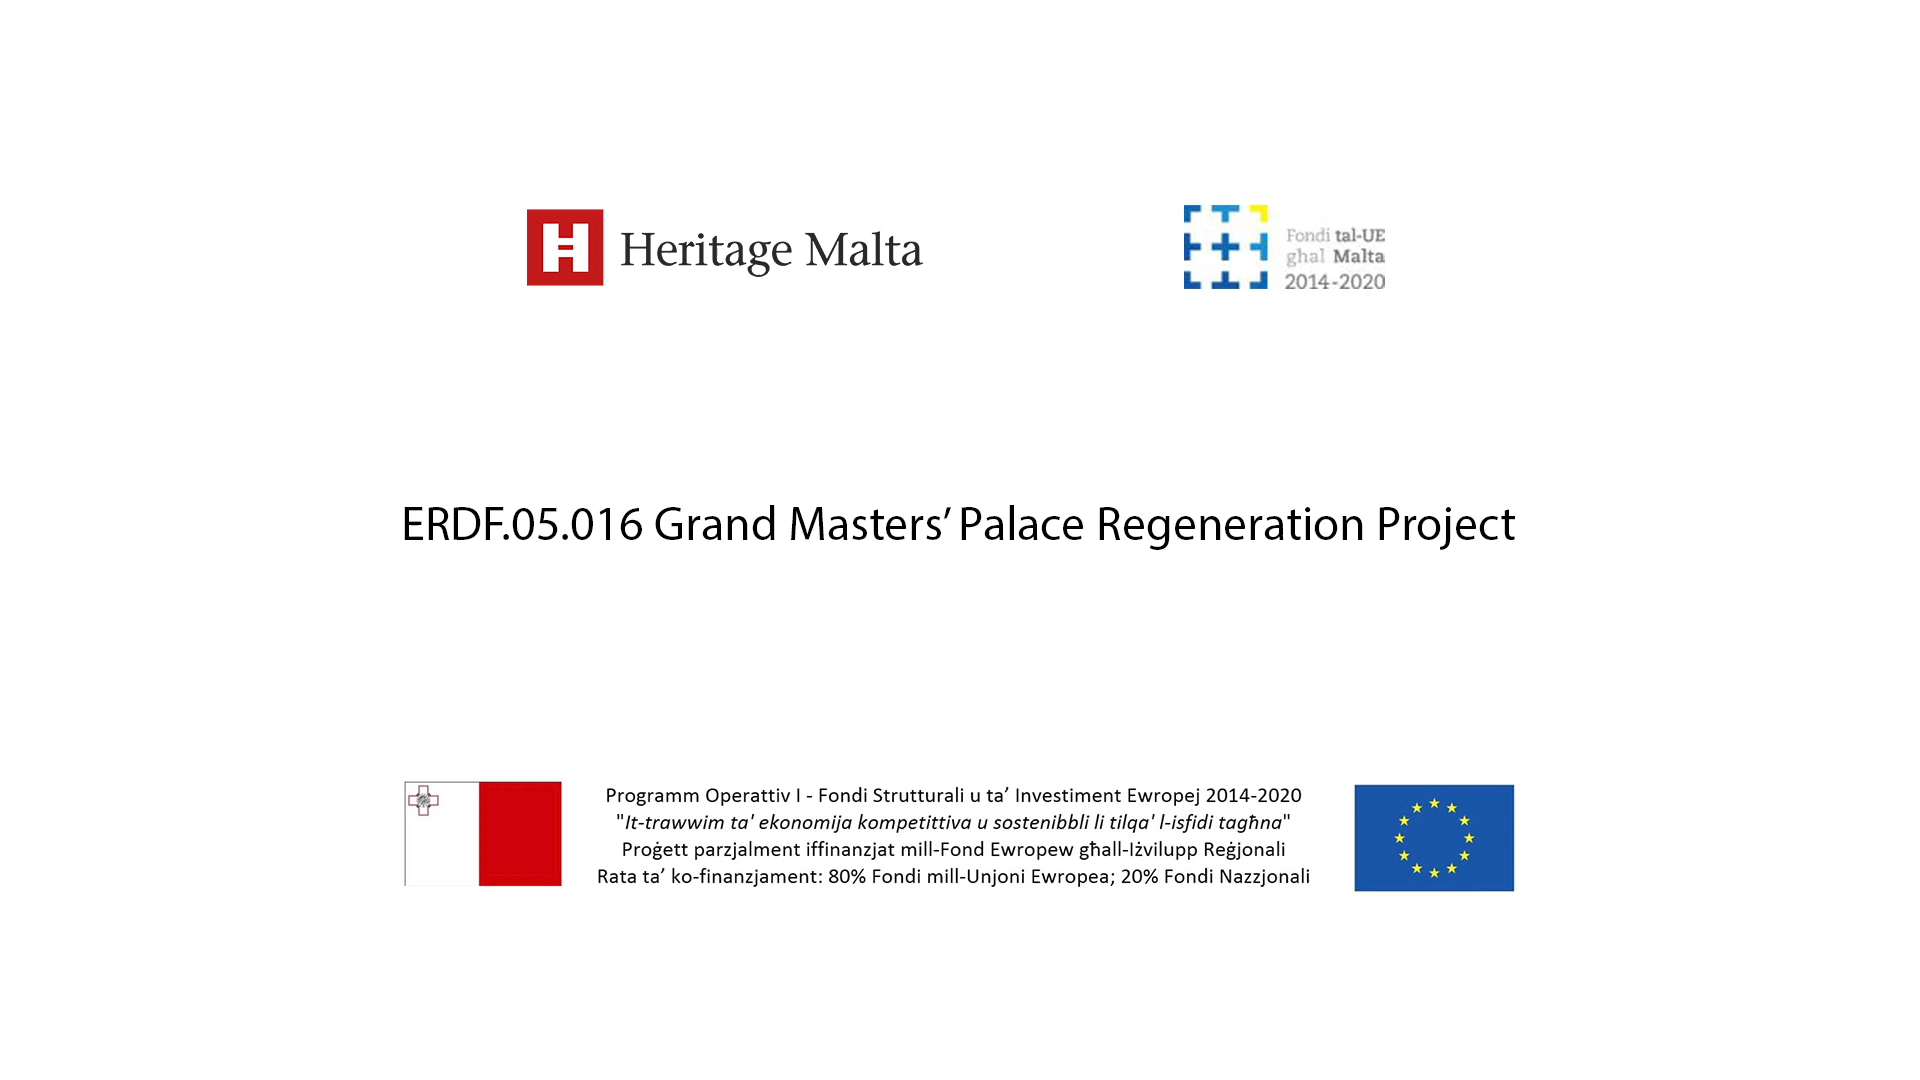 Heritage Malta
Fondi tal-UE
għal Malta
2014-2020
ERDF.05.016 Grand Masters’ Palace Regeneration Project
Programm Operattiv I - Fondi Strutturali u ta’ Investiment Ewropej 2014-2020
"It-trawwim ta' ekonomija kompetittiva u sostenibbli li tilqa' l-isfidi tagħna"
Proġett parzjalment iffinanzjat mill-Fond Ewropew għall-Iżvilupp Reġjonali
Rata ta’ ko-finanzjament: 80% Fondi mill-Unjoni Ewropea; 20% Fondi Nazzjonali